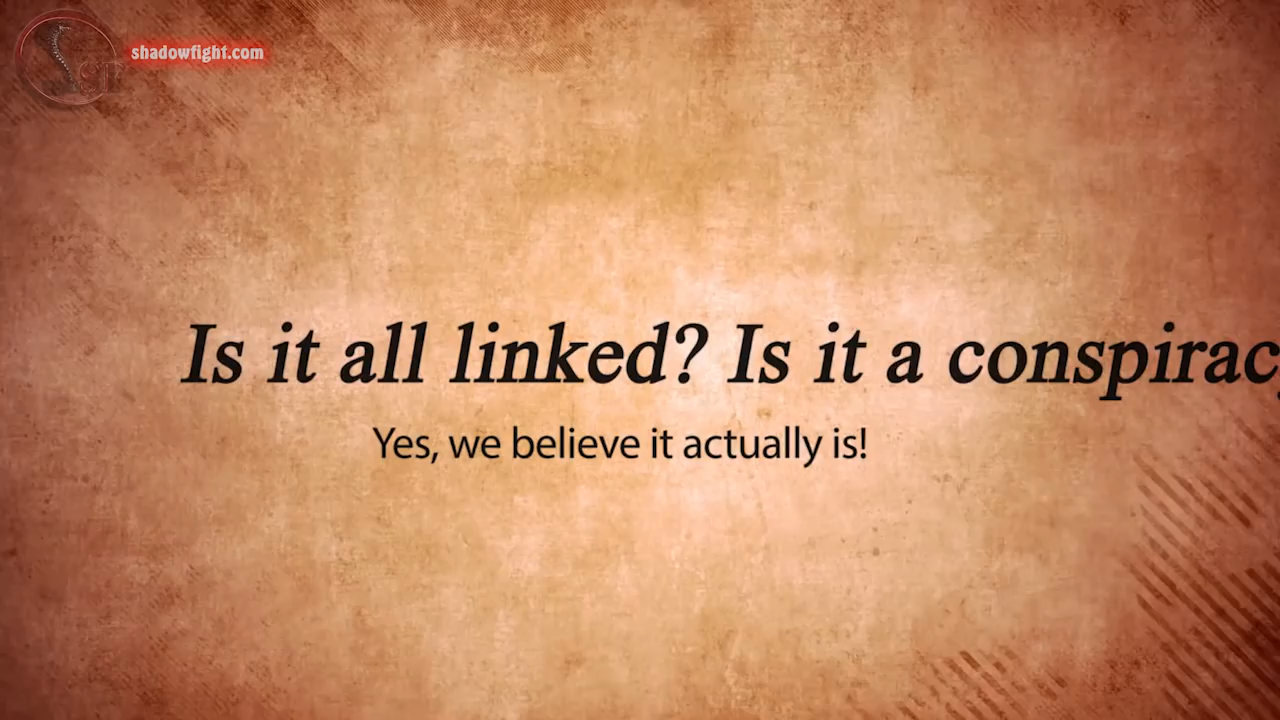 shadowfight.com
Is it all linked? Is it a conspirac
Yes, we believe it actually is!